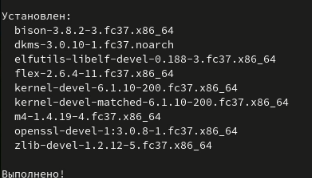 Установлен:
bison-3.8.2-3.fc37.x86_64
dkms-3.0.10-1.fc37.noarch
elfutils-libelf-devel-0.188-3.fc37.x86_64
flex-2.6.4-11.fc37.x86_64
kernel-devel-6.1.10-200.fc37.x86_64
kernel-devel-matched-6.1.10-200.fc37.x86_64
m4-1.4.19-4.fc37.x86_64
openssl-devel-1:3.0.8-1.fc37.x86_64
zlib-devel-1.2.12-5.fc37.x86_64
Выполнено!